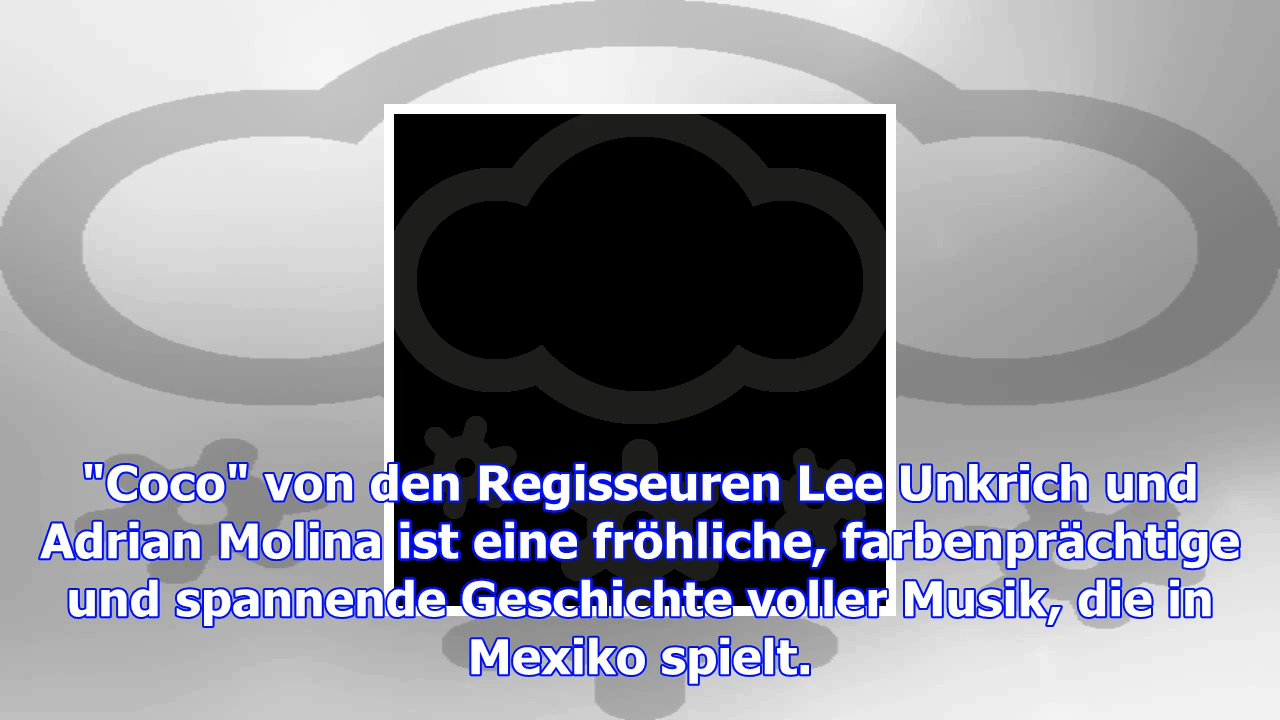 "Coco" von den Regisseuren Lee Unkrich und
Adrian Molina ist eine fröhliche, farbenprächtige
und spannende Geschichte voller Musik, die in
Mexiko spielt.